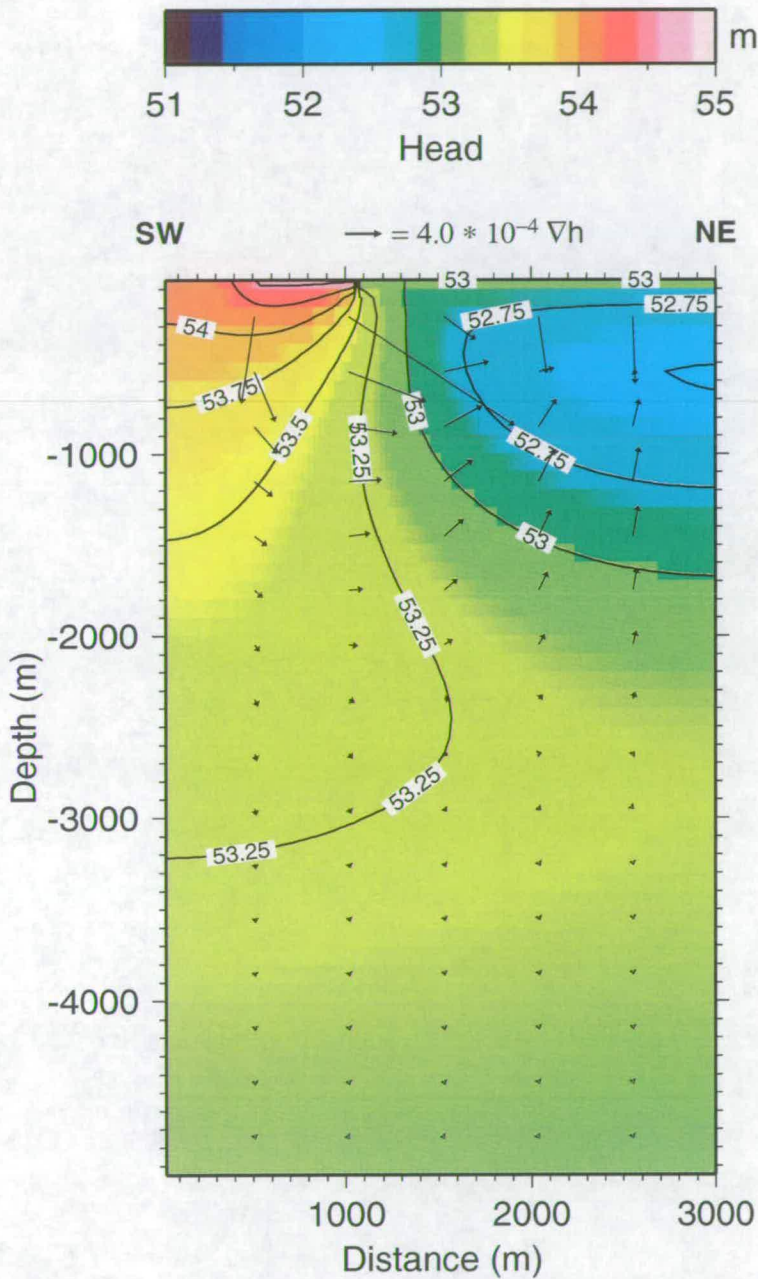 m
51 52 53 54 55
Head
SW → = 4.0 * 10⁻⁴ ∇h NE
53 53
52.75 52.75
54
53.75
53.5 53
53.25 52.75
-1000
53
53.25
-2000
Depth (m)
53.25
-3000
53.25
-4000
1000 2000 3000
Distance (m)